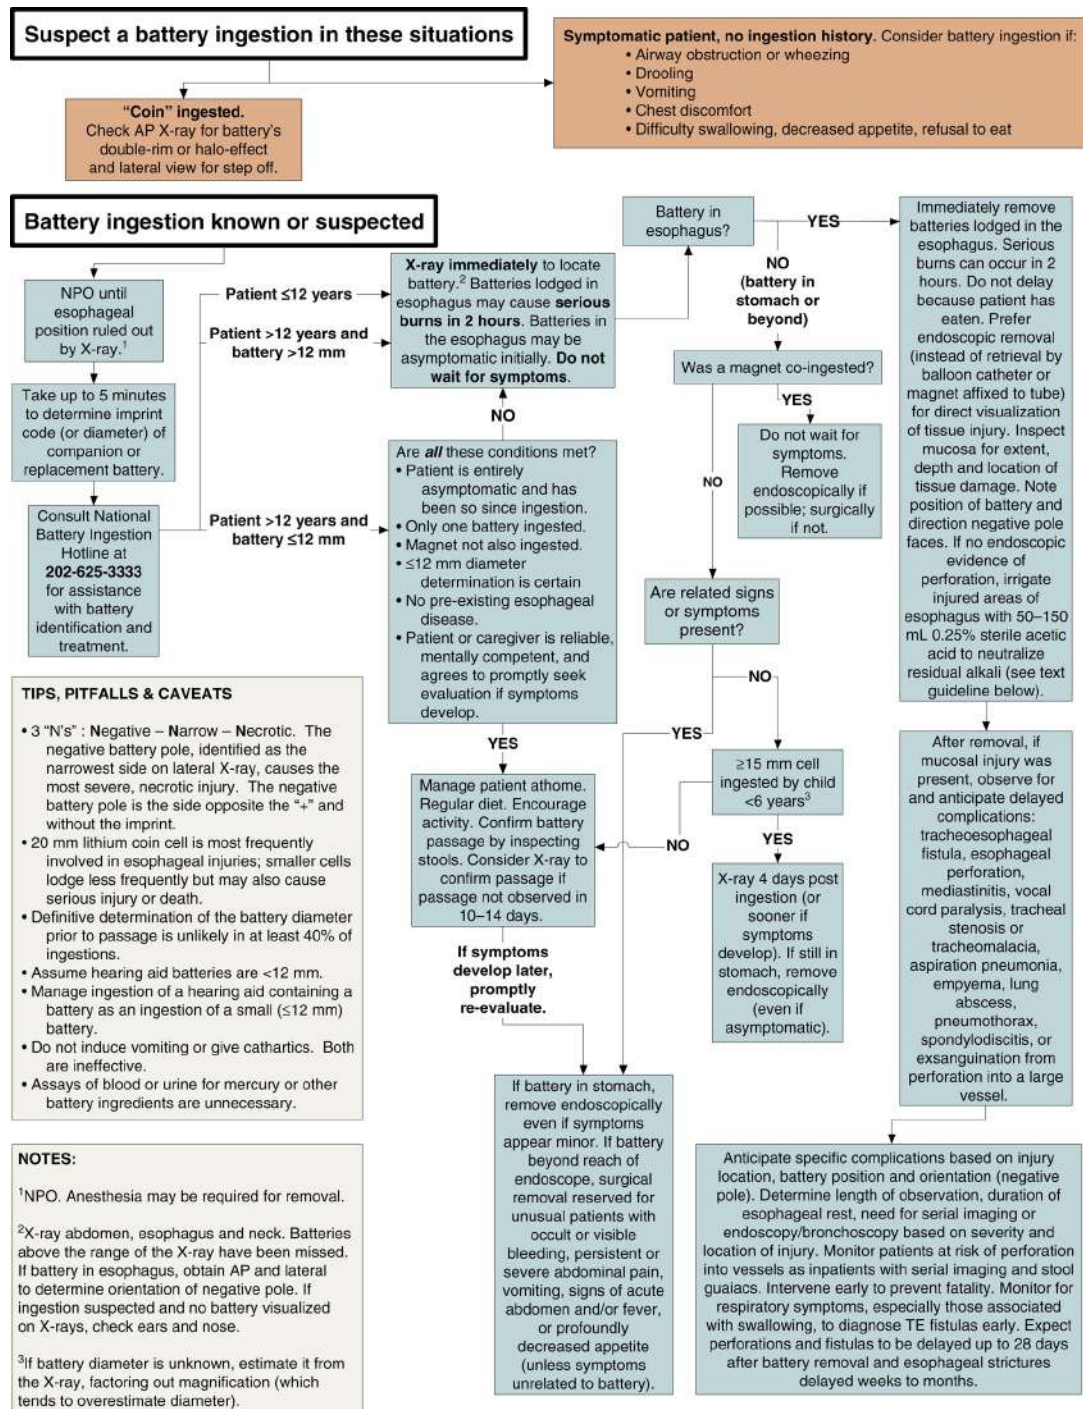 Suspect a battery ingestion in these situations
Symptomatic patient, no ingestion history. Consider battery ingestion if:
• Airway obstruction or wheezing
• Drooling
• Vomiting
• Chest discomfort
• Difficulty swallowing, decreased appetite, refusal to eat
"Coin" ingested.
Check AP X-ray for battery's
double-rim or halo-effect
and lateral view for step off.
Battery ingestion known or suspected
NPO until
esophageal
position ruled out
by X-ray.1
Take up to 5 minutes
to determine imprint
code (or diameter) of
companion or
replacement battery.
Consult National
Battery Ingestion
Hotline at
202-625-3333
for assistance
with battery
identification and
treatment.
Patient ≤12 years
Patient >12 years and
battery >12 mm
Patient >12 years and
battery ≤12 mm
X-ray immediately to locate
battery.2 Batteries lodged
in esophagus may cause serious
burns in 2 hours. Batteries in
the esophagus may be
asymptomatic initially. Do not
wait for symptoms.
NO
Are all these conditions met?
• Patient is entirely
asymptomatic and has
been so since ingestion.
• Only one battery ingested.
• Magnet not also ingested.
• ≤12 mm diameter
determination is certain
• No pre-existing esophageal
disease.
• Patient or caregiver is reliable,
mentally competent, and
agrees to promptly seek
evaluation if symptoms
develop.
YES
Manage patient athome.
Regular diet. Encourage
activity. Confirm battery
passage by inspecting
stools. Consider X-ray to
confirm passage if
passage not observed in
10–14 days.
If symptoms
develop later,
promptly
re-evaluate.
Battery in
esophagus?
YES
NO
(battery in
stomach or
beyond)
Was a magnet co-ingested?
YES
Do not wait for
symptoms.
Remove
endoscopically if
possible; surgically
if not.
NO
Are related signs
or symptoms
present?
NO
YES
≥15 mm cell
ingested by child
<6 years3
NO
YES
X-ray 4 days post
ingestion (or
sooner if
symptoms
develop). If still in
stomach, remove
endoscopically
(even if
asymptomatic).
If battery in stomach,
remove endoscopically
even if symptoms
appear minor. If battery
beyond reach of
endoscope, surgical
removal reserved for
unusual patients with
occult or visible
bleeding, persistent or
severe abdominal pain,
vomiting, signs of acute
abdomen and/or fever,
or profoundly
decreased appetite
(unless symptoms
unrelated to battery).
Immediately remove
batteries lodged in the
esophagus. Serious
burns can occur in 2
hours. Do not delay
because patient has
eaten. Prefer
endoscopic removal
(instead of retrieval by
balloon catheter or
magnet affixed to tube)
for direct visualization
of tissue injury. Inspect
mucosa for extent,
depth and location of
tissue damage. Note
position of battery and
direction negative pole
faces. If no endoscopic
evidence of
perforation, irrigate
injured areas of
esophagus with 50–150
mL 0.25% sterile acetic
acid to neutralize
residual alkali (see text
guideline below).
After removal, if
mucosal injury was
present, observe for
and anticipate delayed
complications:
tracheoesophageal
fistula, esophageal
perforation,
mediastinitis, vocal
cord paralysis, tracheal
stenosis or
tracheomalacia,
aspiration pneumonia,
empyema, lung
abscess,
pneumothorax,
spondylodiscitis, or
exsanguination from
perforation into a large
vessel.
Anticipate specific complications based on injury
location, battery position and orientation (negative
pole). Determine length of observation, duration of
esophageal rest, need for serial imaging or
endoscopy/bronchoscopy based on severity and
location of injury. Monitor patients at risk of perforation
into vessels as inpatients with serial imaging and stool
guaiacs. Intervene early to prevent fatality. Monitor for
respiratory symptoms, especially those associated
with swallowing, to diagnose TE fistulas early. Expect
perforations and fistulas to be delayed up to 28 days
after battery removal and esophageal strictures
delayed weeks to months.
TIPS, PITFALLS & CAVEATS
• 3 "N's" : Negative – Narrow – Necrotic. The
negative battery pole, identified as the
narrowest side on lateral X-ray, causes the
most severe, necrotic injury. The negative
battery pole is the side opposite the "+" and
without the imprint.
• 20 mm lithium coin cell is most frequently
involved in esophageal injuries; smaller cells
lodge less frequently but may also cause
serious injury or death.
• Definitive determination of the battery diameter
prior to passage is unlikely in at least 40% of
ingestions.
• Assume hearing aid batteries are <12 mm.
• Manage ingestion of a hearing aid containing a
battery as an ingestion of a small (≤12 mm)
battery.
• Do not induce vomiting or give cathartics. Both
are ineffective.
• Assays of blood or urine for mercury or other
battery ingredients are unnecessary.
NOTES:
1NPO. Anesthesia may be required for removal.
2X-ray abdomen, esophagus and neck. Batteries
above the range of the X-ray have been missed.
If battery in esophagus, obtain AP and lateral
to determine orientation of negative pole. If
ingestion suspected and no battery visualized
on X-rays, check ears and nose.
3If battery diameter is unknown, estimate it from
the X-ray, factoring out magnification (which
tends to overestimate diameter).